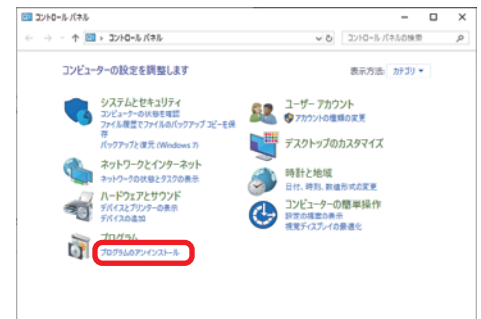 コントロール パネル
コントロール パネル
コントロール パネルの検索
コンピューターの設定を調整します
表示方法: カテゴリ
システムとセキュリティ
コンピューターの状態を確認
ファイル履歴でファイルのバックアップ コピーを保
存
バックアップと復元 (Windows 7)
ネットワークとインターネット
ネットワークの状態とタスクの表示
ハードウェアとサウンド
デバイスとプリンターの表示
デバイスの追加
プログラム
プログラムのアンインストール
ユーザー アカウント
アカウントの種類の変更
デスクトップのカスタマイズ
時計と地域
日付、時刻、数値形式の変更
コンピューターの簡単操作
設定の提案の表示
視覚ディスプレイの最適化